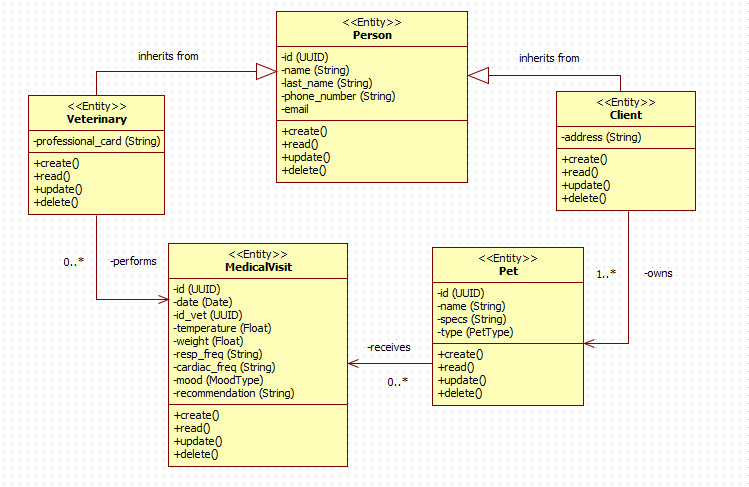 <<Entity>>
Person
-id (UUID)
-name (String)
-last_name (String)
-phone_number (String)
-email
+create()
+read()
+update()
+delete()
inherits from
inherits from
<<Entity>>
Veterinary
-professional_card (String)
+create()
+read()
+update()
+delete()
<<Entity>>
Client
-address (String)
+create()
+read()
+update()
+delete()
0..*
-performs
1..*
-owns
<<Entity>>
MedicalVisit
-id (UUID)
-date (Date)
-id_vet (UUID)
-temperature (Float)
-weight (Float)
-resp_freq (String)
-cardiac_freq (String)
-mood (MoodType)
-recommendation (String)
+create()
+read()
+update()
+delete()
-receives
0..*
<<Entity>>
Pet
-id (UUID)
-name (String)
-specs (String)
-type (PetType)
+create()
+read()
+update()
+delete()